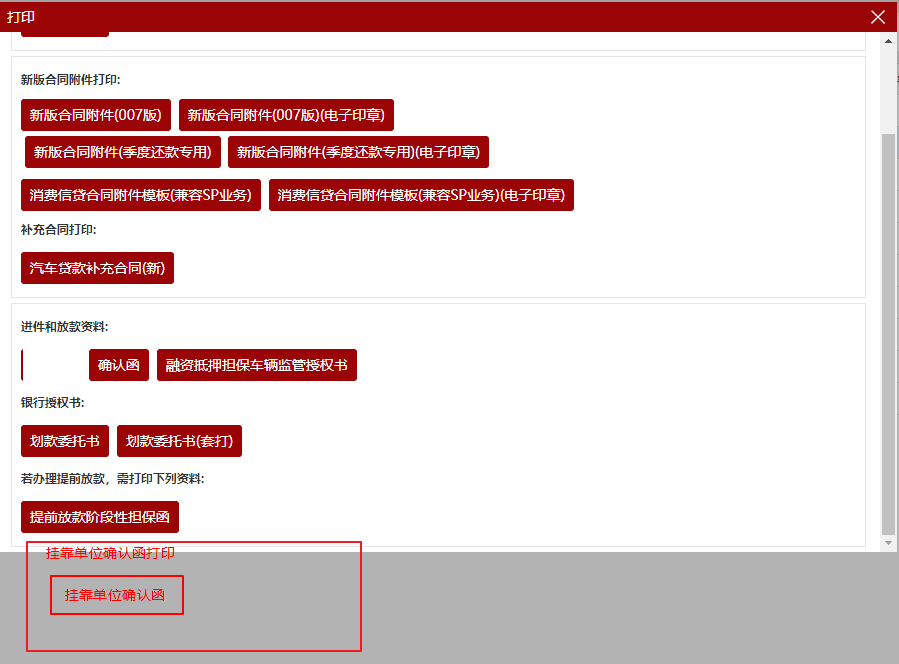 打印
新版合同附件打印:
新版合同附件(007版) 新版合同附件(007版)(电子印章)
新版合同附件(季度还款专用) 新版合同附件(季度还款专用)(电子印章)
消费信贷合同附件模板(兼容SP业务) 消费信贷合同附件模板(兼容SP业务)(电子印章)
补充合同打印:
汽车贷款补充合同(新)
进件和放款资料:
确认函 融资抵押担保车辆监管授权书
银行授权书:
划款委托书 划款委托书(套打)
若办理提前放款，需打印下列资料:
提前放款阶段性担保函
挂靠单位确认函打印
挂靠单位确认函